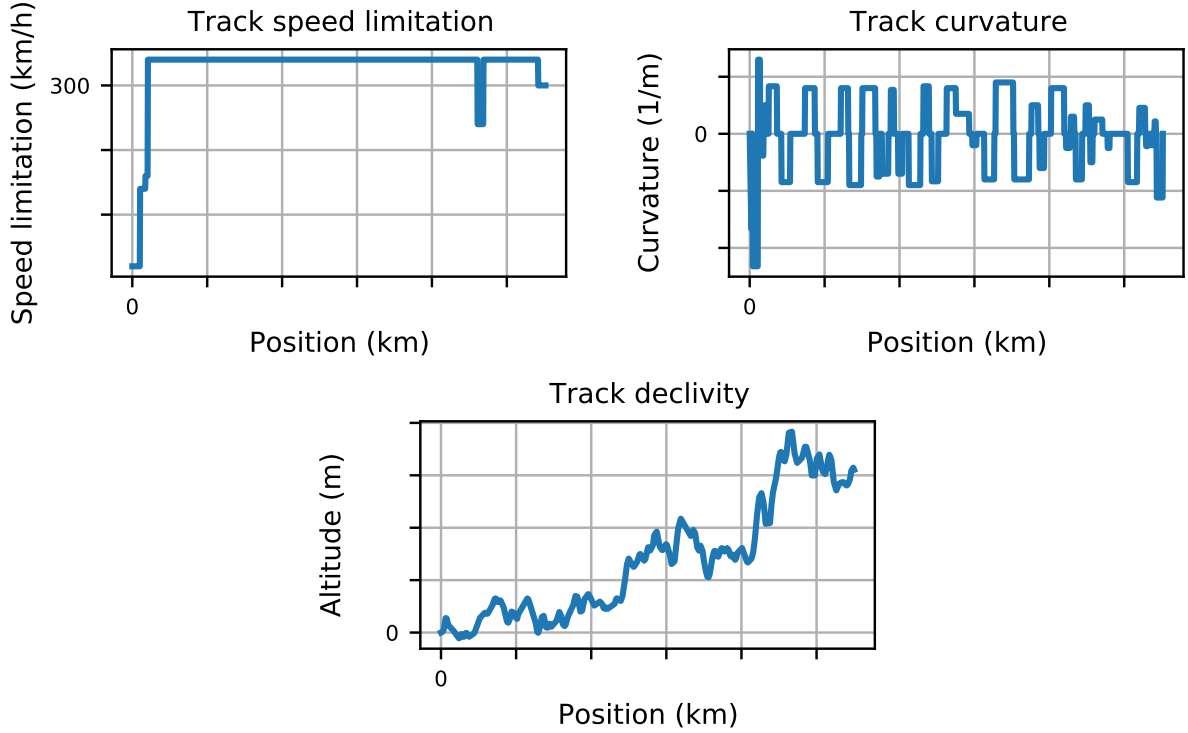 Track speed limitation
Speed limitation (km/h)
300
0
Position (km)
Track curvature
Curvature (1/m)
0
0
Position (km)
Track declivity
Altitude (m)
0
0
Position (km)